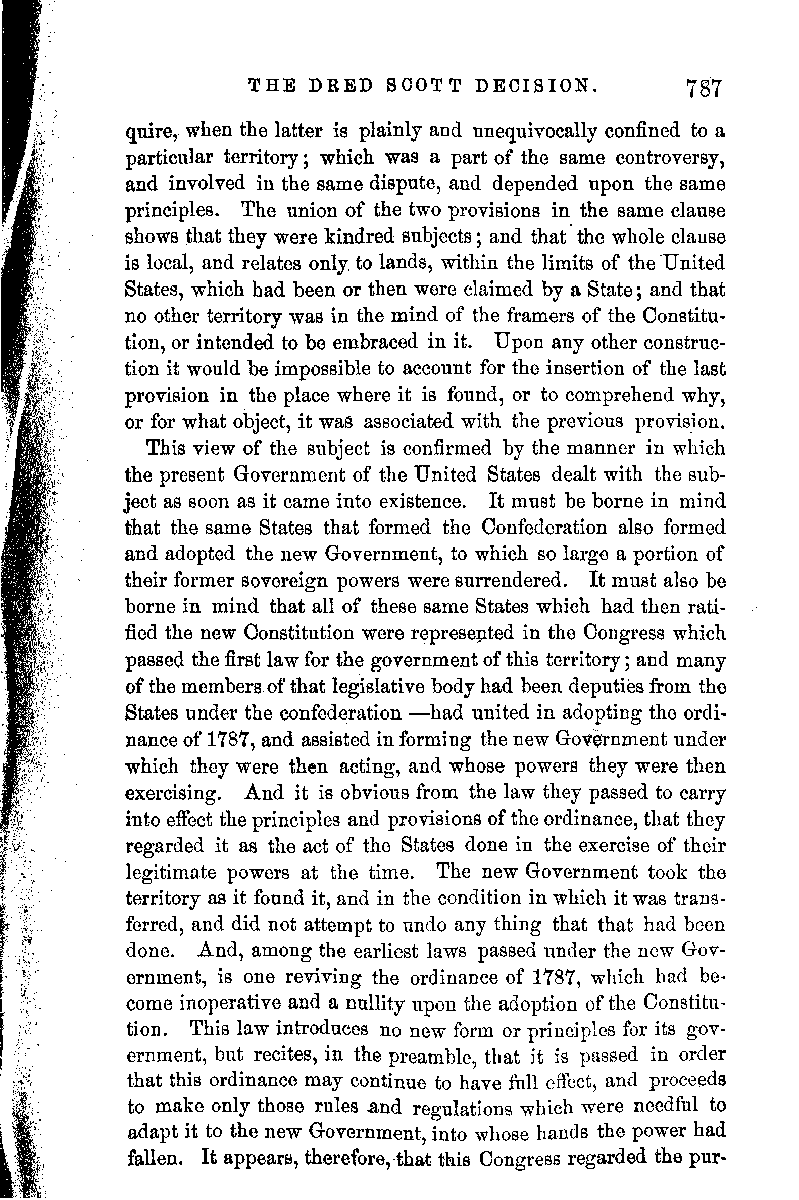 THE DRED SCOTT DECISION. 787
quire, when the latter is plainly and unequivocally confined to a
particular territory; which was a part of the same controversy,
and involved in the same dispute, and depended upon the same
principles. The union of the two provisions in the same clause
shows that they were kindred subjects; and that the whole clause
is local, and relates only to lands, within the limits of the United
States, which had been or then were claimed by a State; and that
no other territory was in the mind of the framers of the Constitu-
tion, or intended to be embraced in it. Upon any other construc-
tion it would be impossible to account for the insertion of the last
provision in the place where it is found, or to comprehend why,
or for what object, it was associated with the previous provision.
This view of the subject is confirmed by the manner in which
the present Government of the United States dealt with the sub-
ject as soon as it came into existence. It must be borne in mind
that the same States that formed the Confederation also formed
and adopted the new Government, to which so large a portion of
their former sovereign powers were surrendered. It must also be
borne in mind that all of these same States which had then rati-
fied the new Constitution were represented in the Congress which
passed the first law for the government of this territory; and many
of the members of that legislative body had been deputies from the
States under the confederation —had united in adopting the ordi-
nance of 1787, and assisted in forming the new Government under
which they were then acting, and whose powers they were then
exercising. And it is obvious from the law they passed to carry
into effect the principles and provisions of the ordinance, that they
regarded it as the act of the States done in the exercise of their
legitimate powers at the time. The new Government took the
territory as it found it, and in the condition in which it was trans-
ferred, and did not attempt to undo any thing that that had been
done. And, among the earliest laws passed under the new Gov-
ernment, is one reviving the ordinance of 1787, which had be-
come inoperative and a nullity upon the adoption of the Constitu-
tion. This law introduces no new form or principles for its gov-
ernment, but recites, in the preamble, that it is passed in order
that this ordinance may continue to have full effect, and proceeds
to make only those rules and regulations which were needful to
adapt it to the new Government, into whose hands the power had
fallen. It appears, therefore, that this Congress regarded the pur-